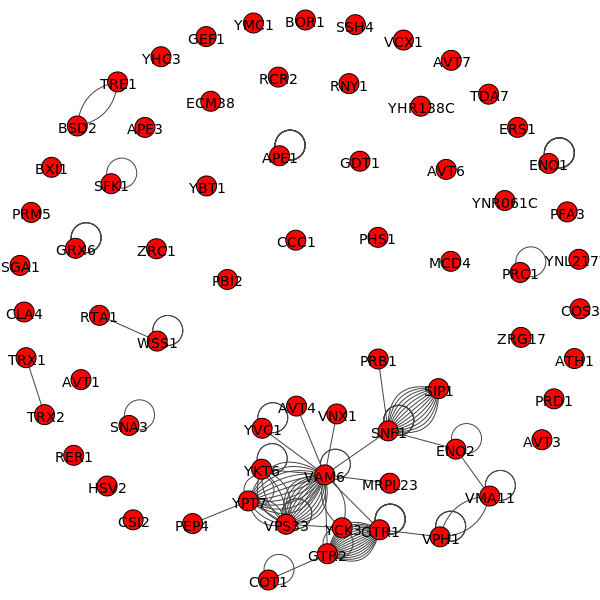 BOR1
YMC1
SSH4
GEF1
VCX1
YHC3
AVT7
RCR2
TRE1
RNY1
TDA7
ECM38
YHR138C
BSD2
APE3
ERS1
APE1
GDT1
ENO1
BXI1
AVT6
SFK1
YBT1
YNR061C
PRM5
PFA3
CCC1
PHS1
GRX6
ZRC1
YNL217
SGA1
MCD4
PRC1
PBI2
CLA4
COS3
RTA1
ZRG17
WSS1
TRX1
PRB1
ATH1
AVT1
SIP1
PRD1
AVT4
TRX2
VNX1
SNA3
YVC1
SNF1
AVT3
ENO2
RER1
YKT6
VAM6
MRPL23
HSV2
VMA11
YPT7
CSI2
PEP4
VPS33
YCK3
GTR1
VPH1
GTR2
COT1